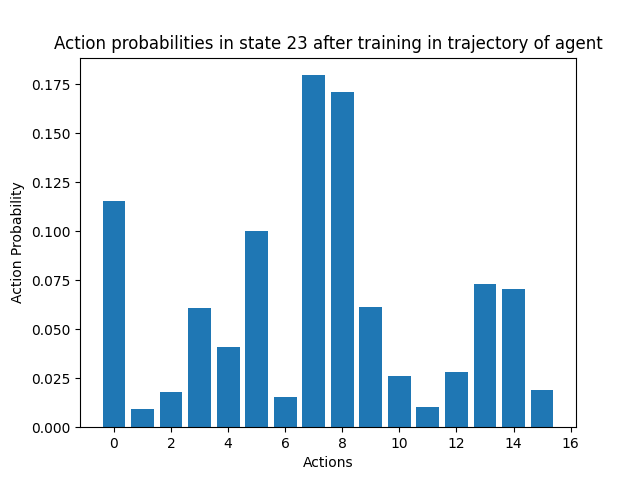 Action probabilities in state 23 after training in trajectory of agent
0.175
0.150
0.125
0.100
0.075
0.050
0.025
0.000
Action Probability
0 2 4 6 8 10 12 14 16
Actions